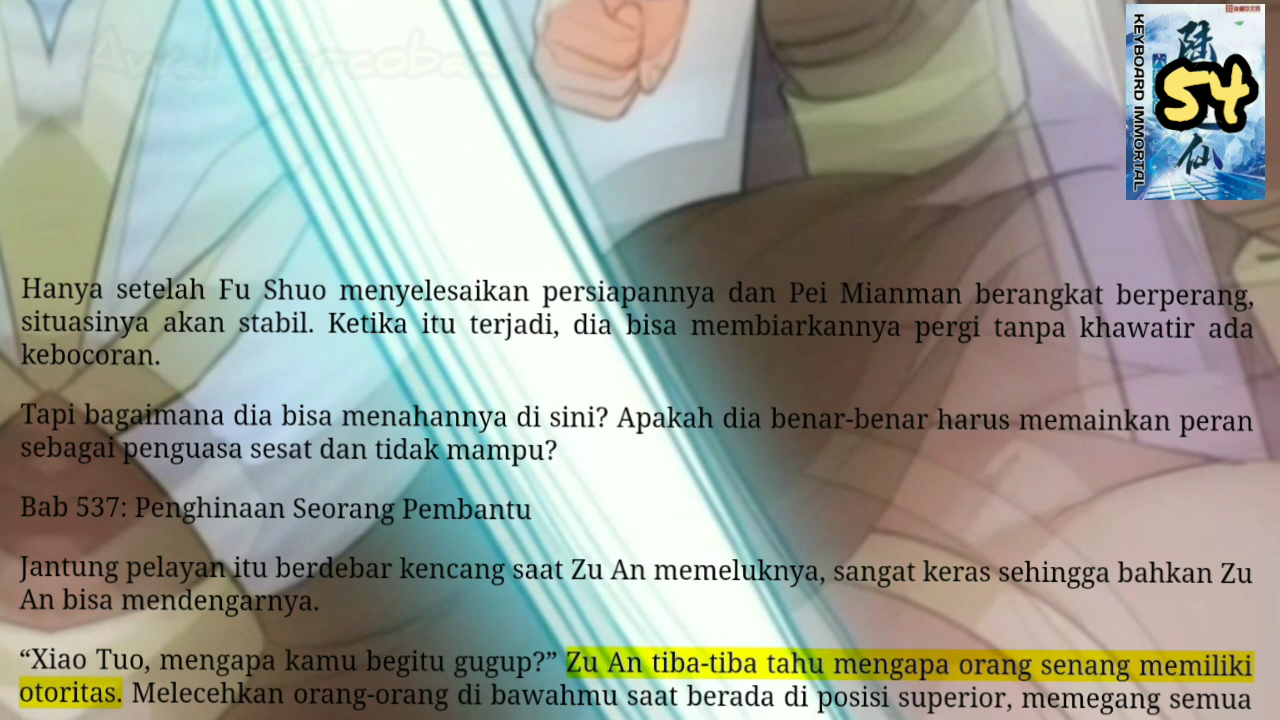 KEYBOARD IMMORTAL
陆
仙
54
Hanya setelah Fu Shuo menyelesaikan persiapannya dan Pei Mianman berangkat berperang,
situasinya akan stabil. Ketika itu terjadi, dia bisa membiarkannya pergi tanpa khawatir ada
kebocoran.
Tapi bagaimana dia bisa menahannya di sini? Apakah dia benar-benar harus memainkan peran
sebagai penguasa sesat dan tidak mampu?
Bab 537: Penghinaan Seorang Pembantu
Jantung pelayan itu berdebar kencang saat Zu An memeluknya, sangat keras sehingga bahkan Zu
An bisa mendengarnya.
“Xiao Tuo, mengapa kamu begitu gugup?” Zu An tiba-tiba tahu mengapa orang senang memiliki
otoritas. Melecehkan orang-orang di bawahmu saat berada di posisi superior, memegang semua